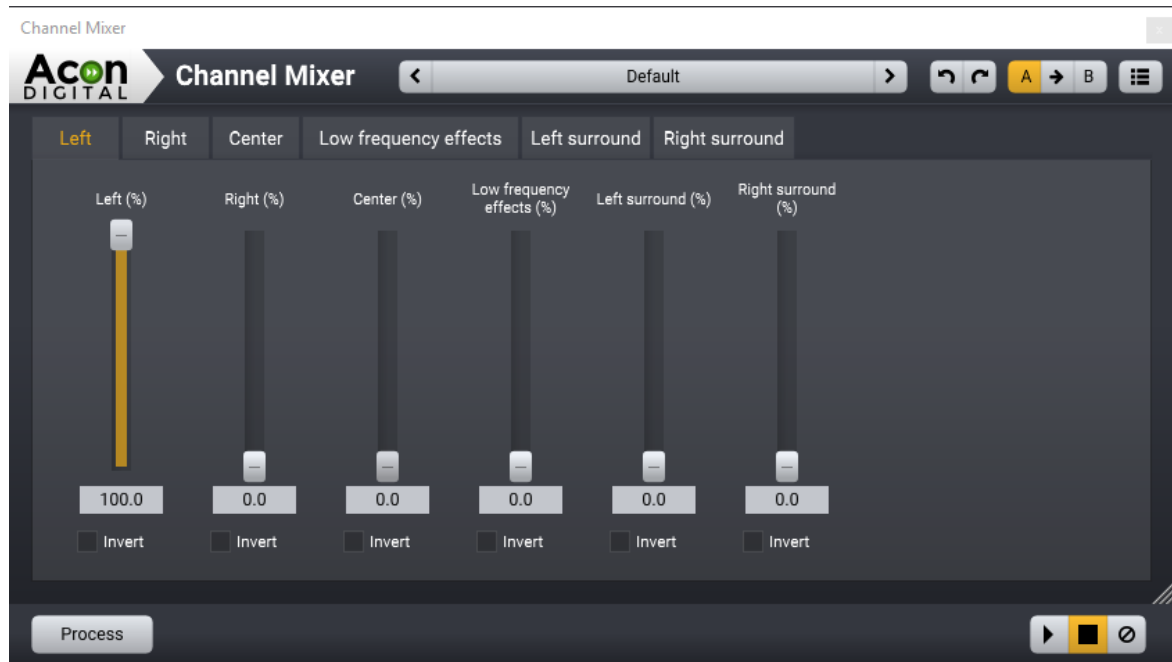 Channel Mixer
x
Acon
DIGITAL
Channel Mixer
Default
A
B
Left Right Center Low frequency effects Left surround Right surround
Left (%) Right (%) Center (%) Low frequency effects (%) Left surround (%) Right surround (%)
100.0 0.0 0.0 0.0 0.0 0.0
Invert Invert Invert Invert Invert Invert
Process